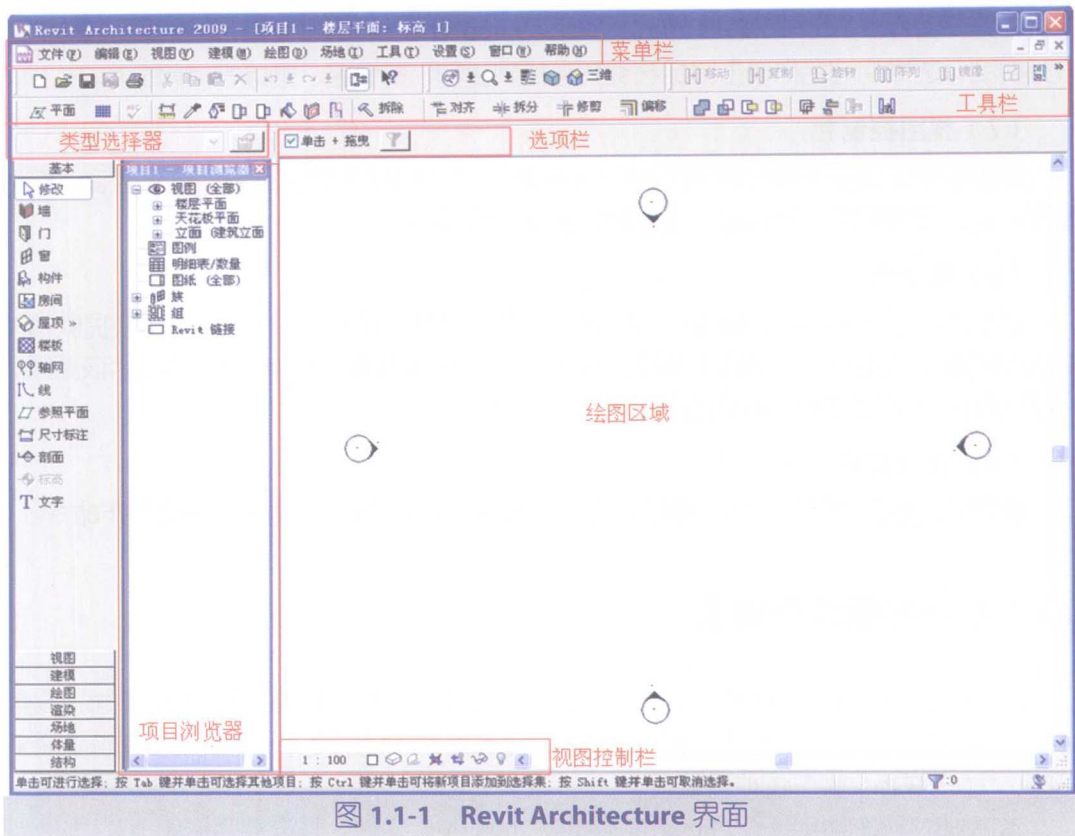 Revit Architecture 2009 - [项目1 - 楼层平面: 标高 1]
文件(F) 编辑(E) 视图(V) 建模(M) 绘图(D) 场地(I) 工具(T) 设置(S) 窗口(W) 帮助(H) 菜单栏
三维 移动 复制 旋转 阵列 镜像
平面 拆除 对齐 拆分 修剪 偏移 工具栏
类型选择器 单击 + 拖曳 选项栏
基本
修改
墙
门
窗
构件
房间
屋顶 »
楼板
轴网
线
参照平面
尺寸标注
剖面
标高
文字
视图
建模
绘图
渲染
场地
体量
结构
项目1 - 项目浏览器
视图 (全部)
楼层平面
天花板平面
立面 (建筑立面
图例
明细表/数量
图纸 (全部)
族
组
Revit 链接
项目浏览器
绘图区域
1 : 100 视图控制栏
单击可进行选择; 按 Tab 键并单击可选择其他项目; 按 Ctrl 键并单击可将新项目添加到选择集; 按 Shift 键并单击可取消选择。 :0
图 1.1-1 Revit Architecture 界面